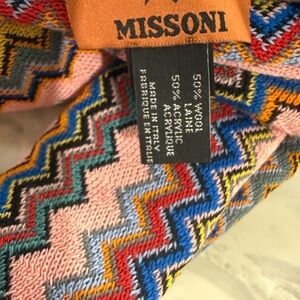 MISSONI
50% WOOL
LAINE
50% ACRYLIC
ACRYLIQUE
MADE IN ITALY
FABRIQUE EN ITALIE